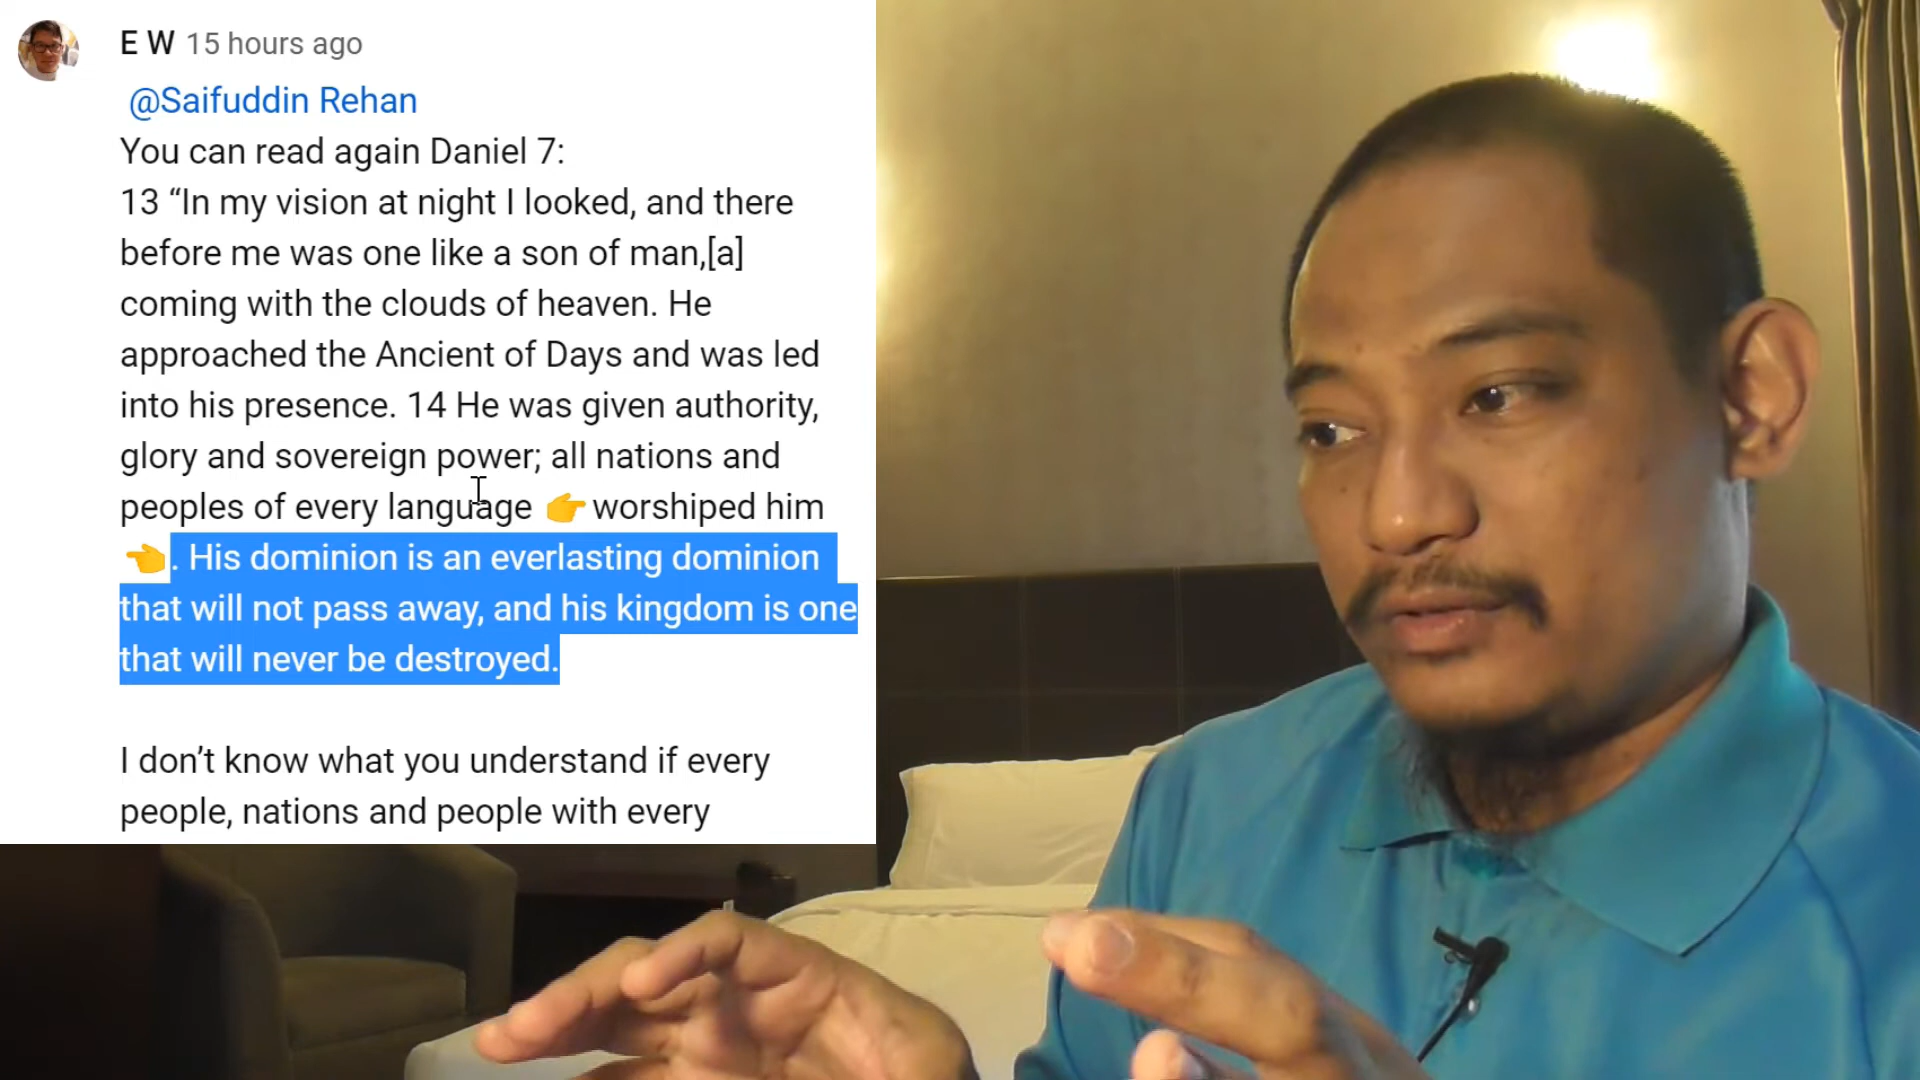 E W 15 hours ago
@Saifuddin Rehan
You can read again Daniel 7:
13 “In my vision at night I looked, and there
before me was one like a son of man,[a]
coming with the clouds of heaven. He
approached the Ancient of Days and was led
into his presence. 14 He was given authority,
glory and sovereign power; all nations and
peoples of every language 👉 worshiped him
👈. His dominion is an everlasting dominion
that will not pass away, and his kingdom is one
that will never be destroyed.
I don’t know what you understand if every
people, nations and people with every